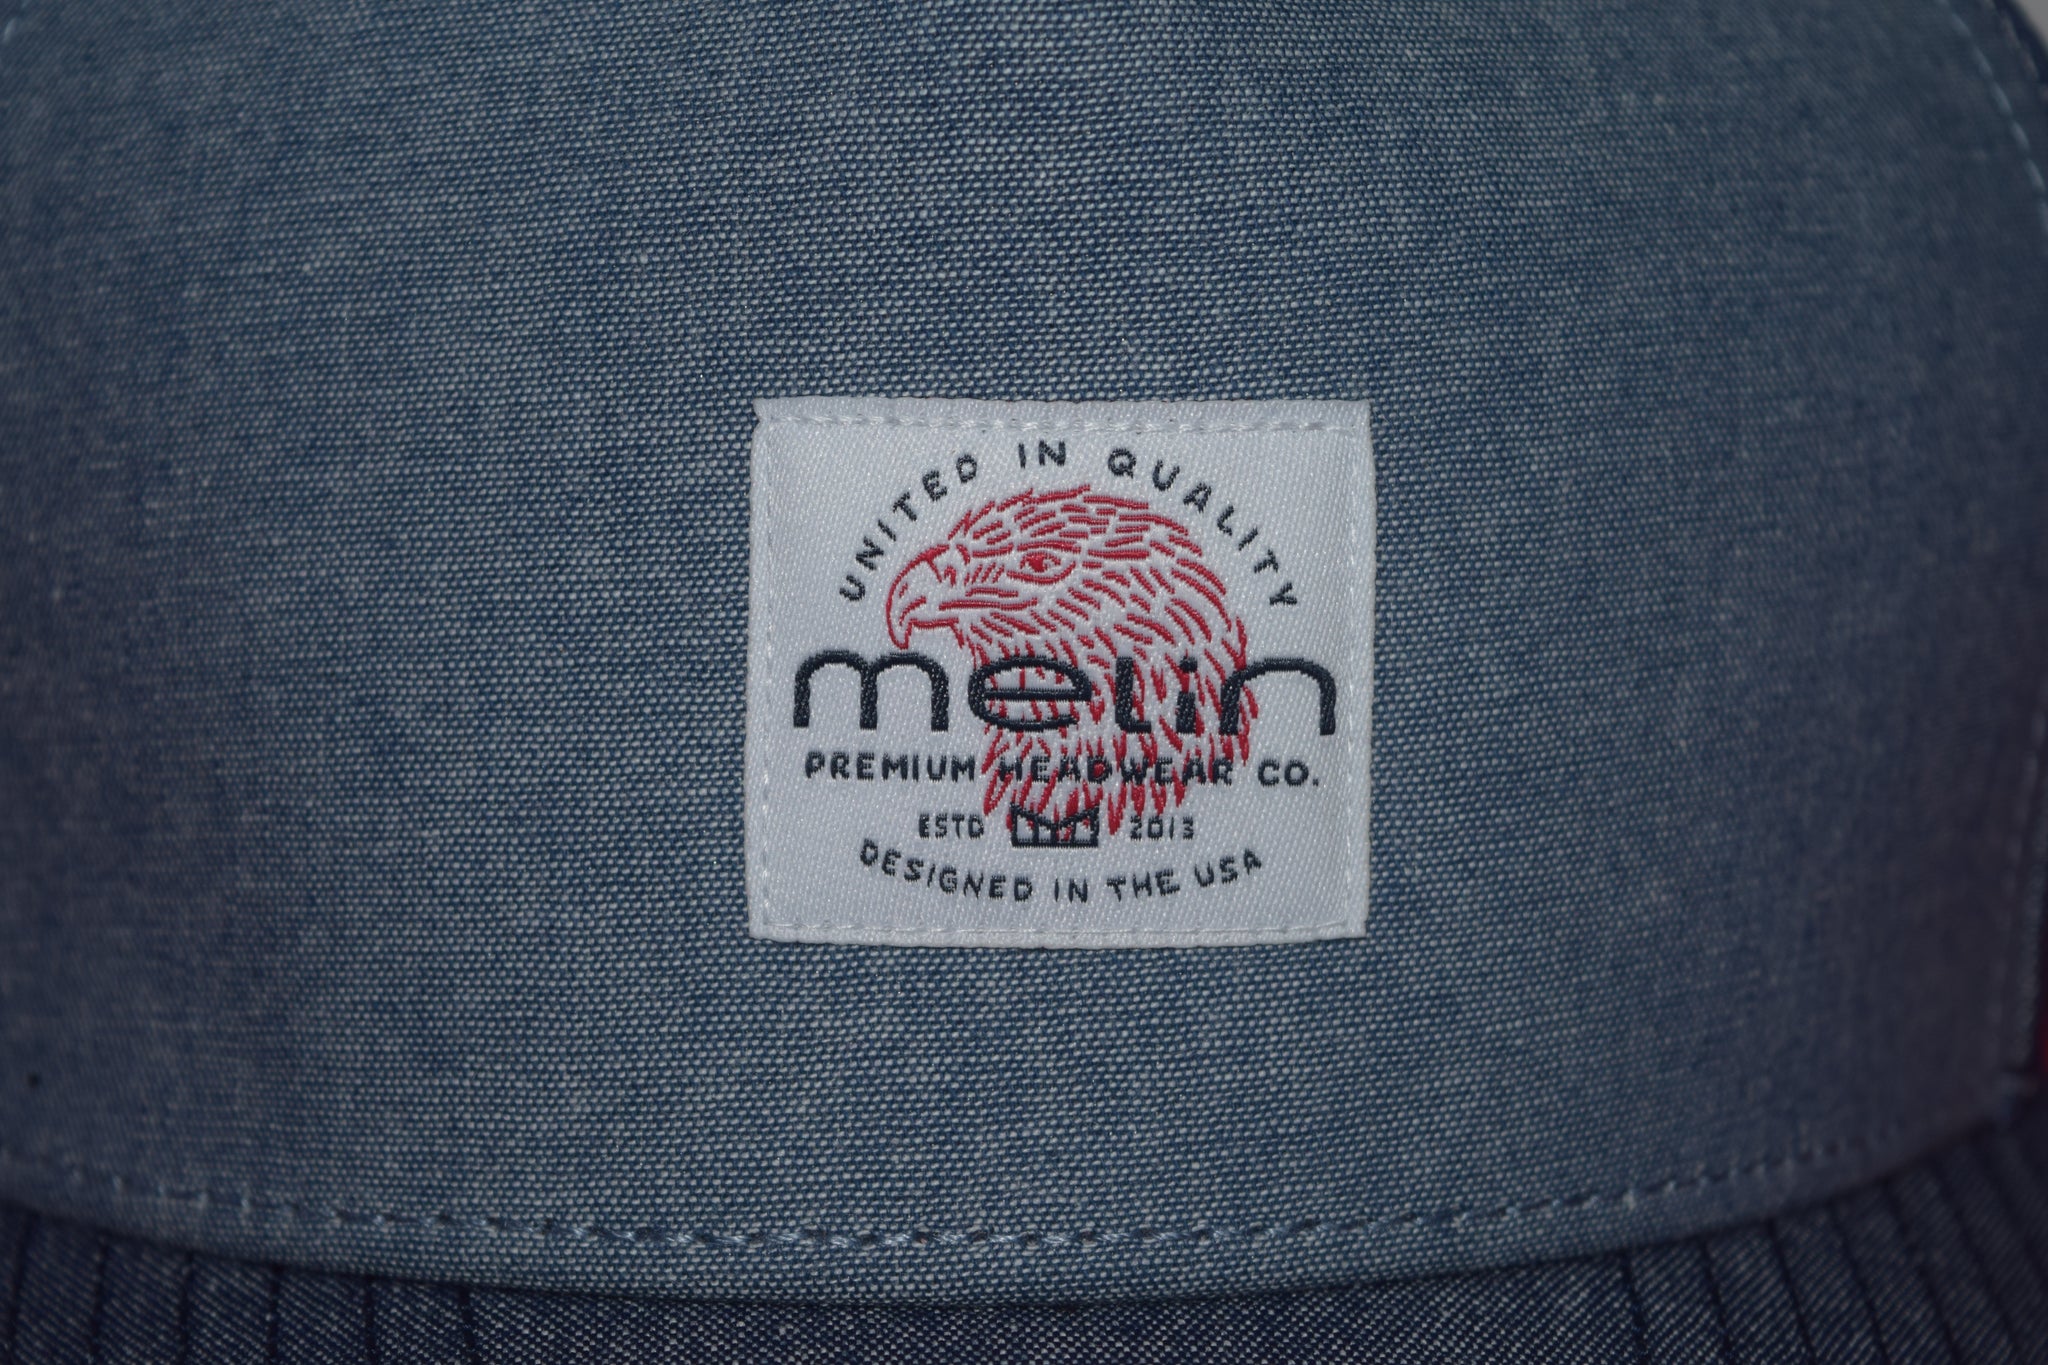 UNITED IN QUALITY
melin
PREMIUM HEADWEAR CO.
ESTD 2013
DESIGNED IN THE USA